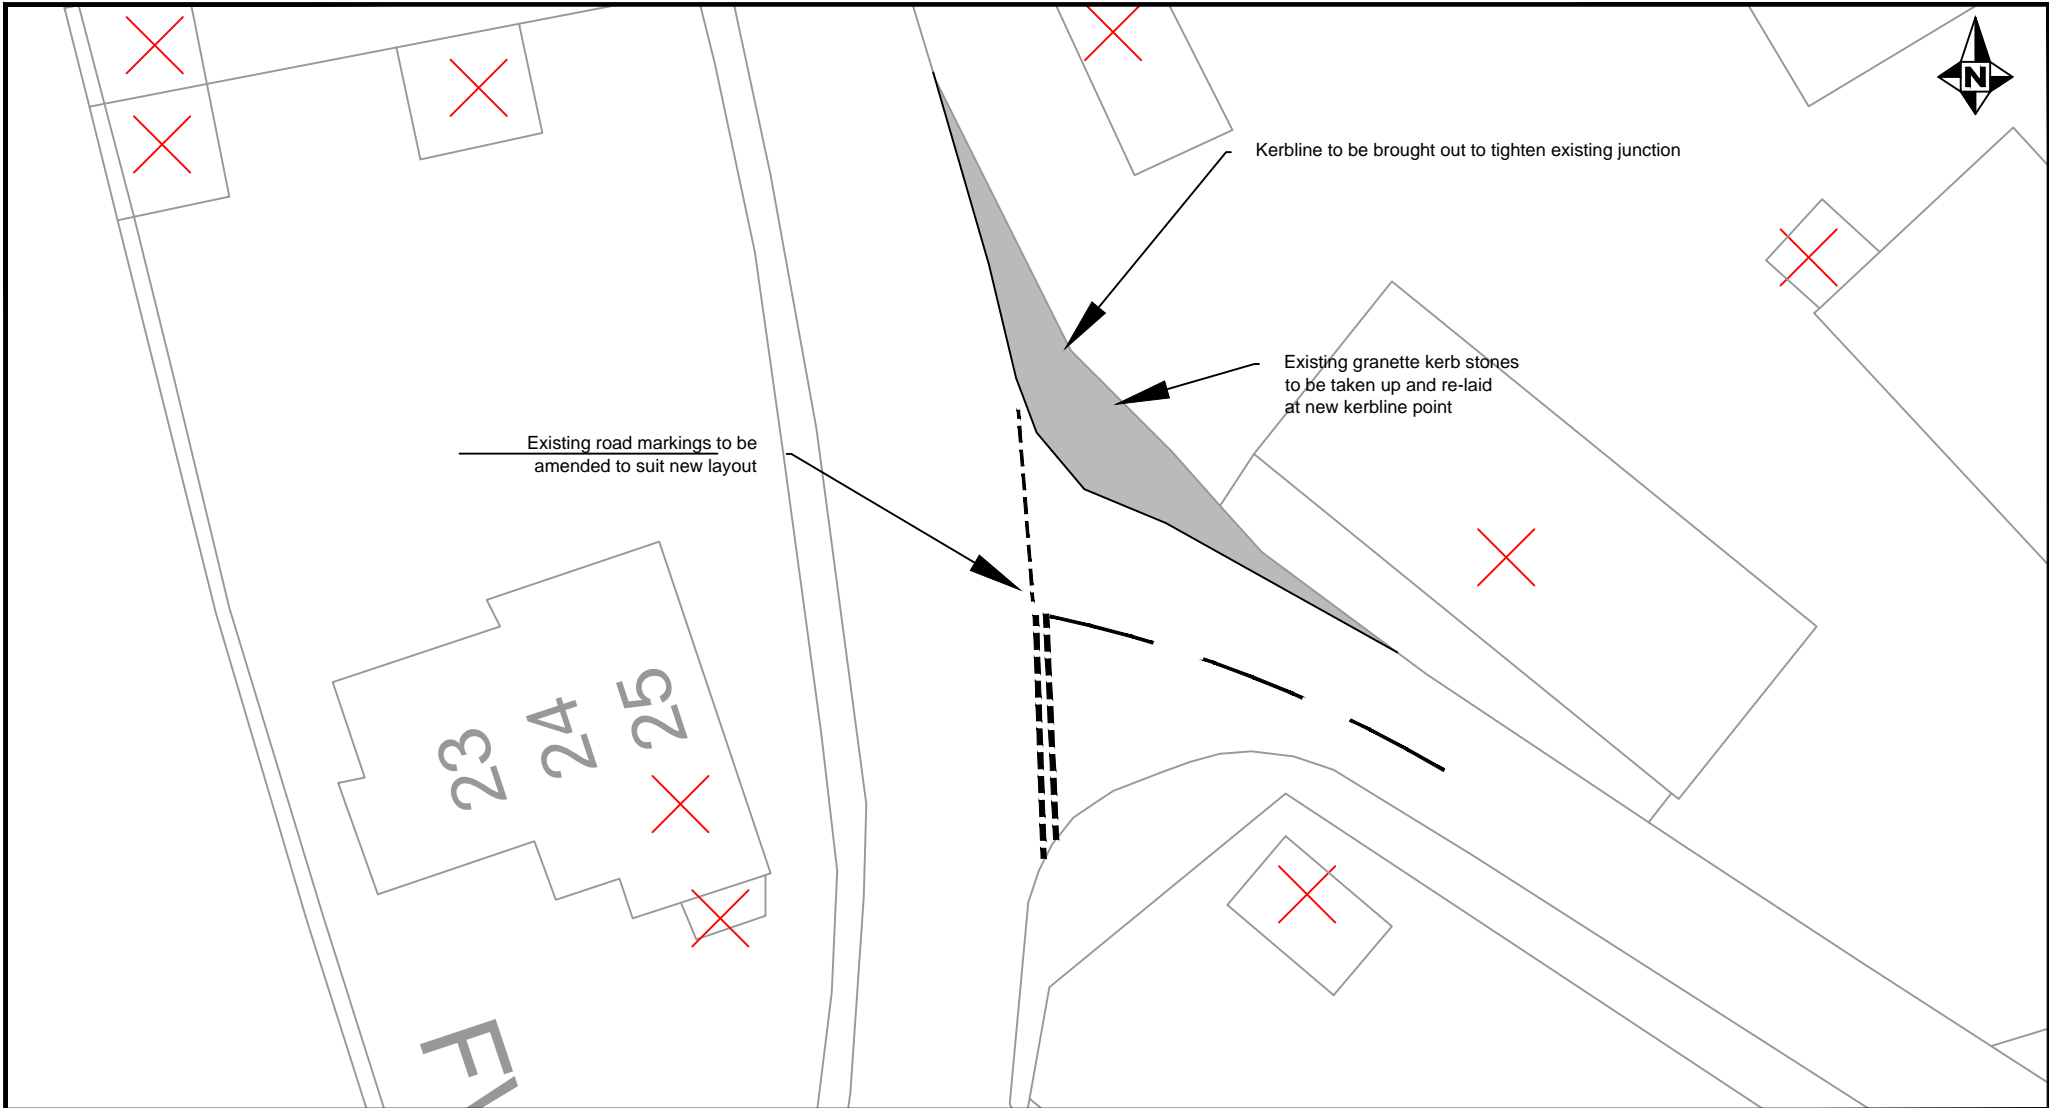 N
Kerbline to be brought out to tighten existing junction
Existing granette kerb stones
to be taken up and re-laid
at new kerbline point
Existing road markings to be
amended to suit new layout
23
24
25